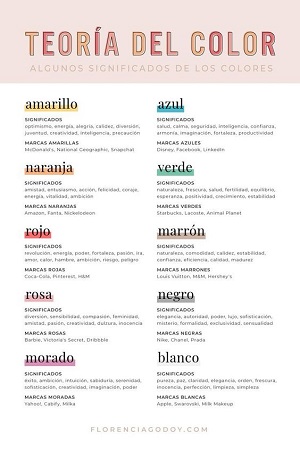 TEORÍA DEL COLOR
ALGUNOS SIGNIFICADOS DE LOS COLORES
amarillo
SIGNIFICADOS
optimismo, energía, alegría, calidez, diversión,
juventud, creatividad, inteligencia, precaución
MARCAS AMARILLAS
McDonald's, National Geographic, Snapchat
naranja
SIGNIFICADOS
amistad, entusiasmo, acción, felicidad, coraje,
energía, vitalidad, ambición
MARCAS NARANJAS
Amazon, Fanta, Nickelodeon
rojo
SIGNIFICADOS
revolución, energía, poder, fortaleza, pasión, ira,
amor, calor, hambre, ambición, riesgo, peligro
MARCAS ROJAS
Coca-Cola, Pinterest, H&M
rosa
SIGNIFICADOS
diversión, sensibilidad, compasión, feminidad,
amistad, pasión, creatividad, dulzura, inocencia
MARCAS ROSAS
Barbie, Victoria's Secret, Dribbble
morado
SIGNIFICADOS
éxito, ambición, intuición, sabiduría, serenidad,
sofisticación, creatividad, imaginación, poder
MARCAS MORADAS
Yahoo!, Cabify, Milka
azul
SIGNIFICADOS
salud, calma, seguridad, inteligencia, confianza,
armonía, imaginación, fortaleza, productividad
MARCAS AZULES
Disney, Facebook, LinkedIn
verde
SIGNIFICADOS
naturaleza, frescura, salud, fertilidad, equilibrio,
esperanza, positividad, crecimiento, estabilidad
MARCAS VERDES
Starbucks, Lacoste, Animal Planet
marrón
SIGNIFICADOS
naturaleza, comodidad, calidez, estabilidad,
confianza, eficiencia, calidad, madurez
MARCAS MARRONES
Louis Vuitton, M&M, Hershey's
negro
SIGNIFICADOS
elegancia, autoridad, poder, lujo, sofisticación,
misterio, formalidad, exclusividad, sensualidad
MARCAS NEGRAS
Nike, Chanel, Prada
blanco
SIGNIFICADOS
pureza, paz, claridad, elegancia, orden, frescura,
inocencia, perfección, limpieza, simpleza
MARCAS BLANCAS
Apple, Swarovski, Milk Makeup
FLORENCIAGODOY.COM